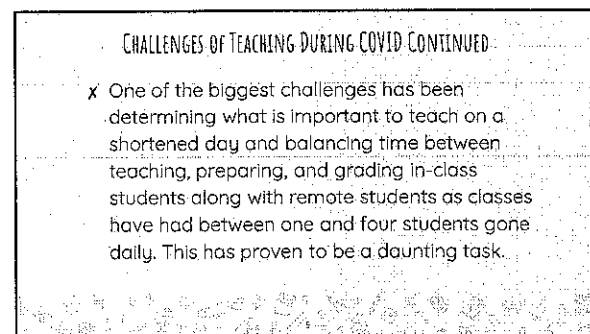 CHALLENGES OF TEACHING DURING COVID CONTINUED
x One of the biggest challenges has been
determining what is important to teach on a
shortened day and balancing time between
teaching, preparing, and grading in-class
students along with remote students as classes
have had between one and four students gone
daily. This has proven to be a daunting task.